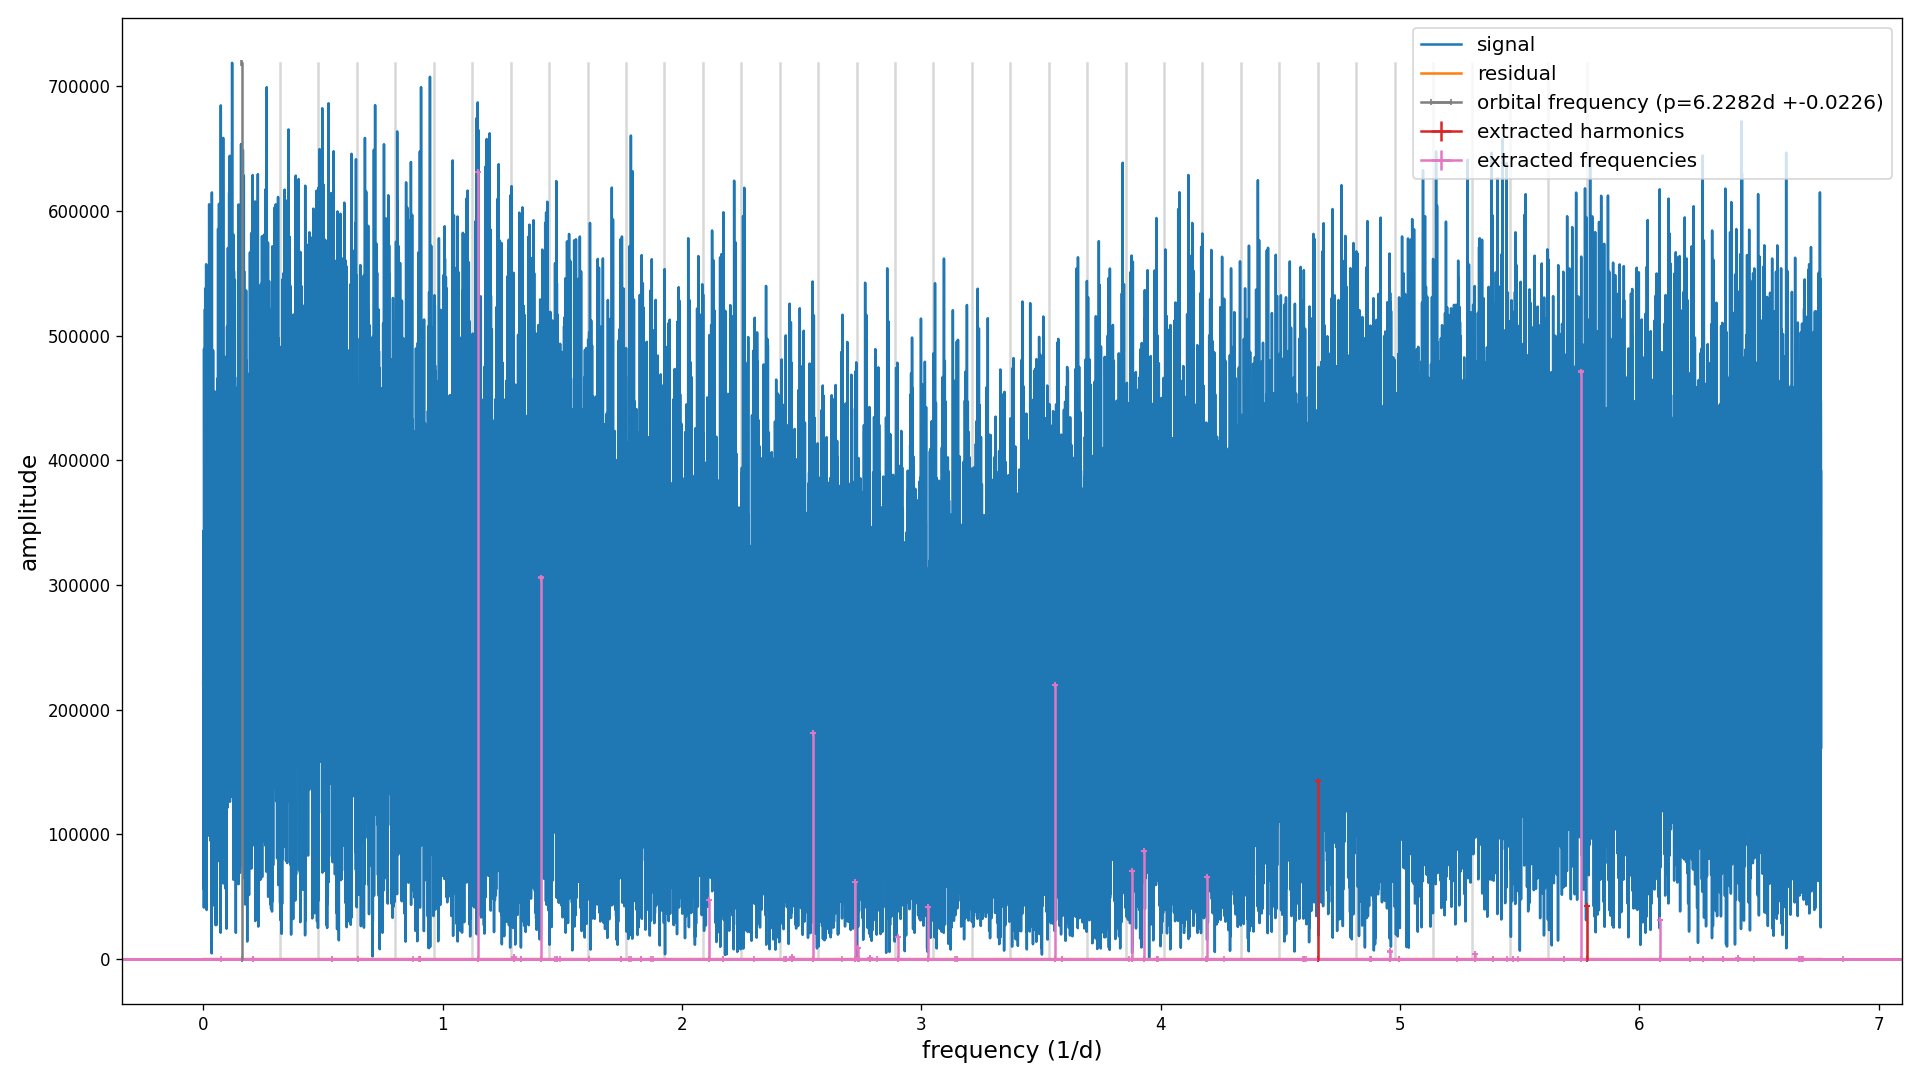 signal
residual
orbital frequency (p=6.2282d +-0.0226)
extracted harmonics
extracted frequencies
700000
600000
500000
400000
300000
200000
100000
0
amplitude
0 1 2 3 4 5 6 7
frequency (1/d)